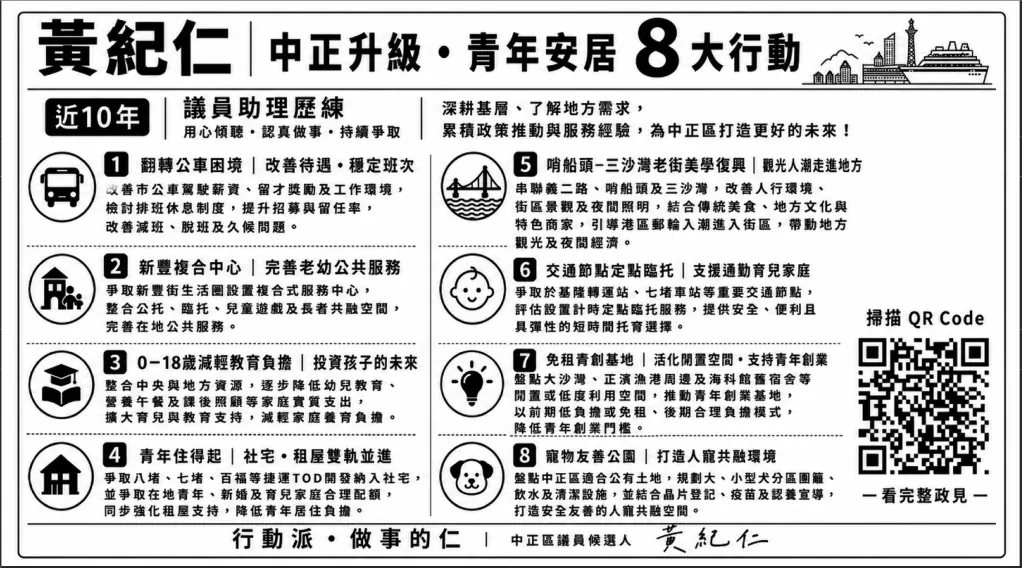 黃紀仁
中正升級・青年安居 8 大行動
近10年
議員助理歷練
用心傾聽・認真做事・持續爭取
深耕基層、了解地方需求，
累積政策推動與服務經驗，為中正區打造更好的未來！
1 翻轉公車困境｜改善待遇・穩定班次
改善市公車駕駛薪資、留才獎勵及工作環境，
檢討排班休息制度，提升招募與留任率，
改善減班、脫班及久候問題。
2 新豐複合中心｜完善老幼公共服務
爭取新豐街生活圈設置複合式服務中心，
整合公托、臨托、兒童遊戲及長者共融空間，
完善在地公共服務。
3 0–18歲減輕教育負擔｜投資孩子的未來
整合中央與地方資源，逐步降低幼兒教育、
營養午餐及課後照顧等家庭實質支出，
擴大育兒與教育支持，減輕家庭養育負擔。
4 青年住得起｜社宅・租屋雙軌並進
爭取八堵、七堵、百福等捷運TOD開發納入社宅，
並爭取在地青年、新婚及育兒家庭合理配額，
同步強化租屋支持，降低青年居住負擔。
5 哨船頭–三沙灣老街美學復興｜觀光人潮走進地方
串聯義二路、哨船頭及三沙灣，改善人行環境、
街區景觀及夜間照明，結合傳統美食、地方文化與
特色商家，引導港區郵輪入潮進入街區，帶動地方
觀光及夜間經濟。
6 交通節點定點臨托｜支援通勤育兒家庭
爭取於基隆轉運站、七堵車站等重要交通節點，
評估設置計時定點臨托服務，提供安全、便利且
具彈性的短時間托育選擇。
7 免租青創基地｜活化閒置空間・支持青年創業
盤點大沙灣、正濱漁港周邊及海科館舊宿舍等
閒置或低度利用空間，推動青年創業基地，
以前期低負擔或免租、後期合理負擔模式，
降低青年創業門檻。
8 寵物友善公園｜打造人寵共融環境
盤點中正區適合公有土地，規劃大、小型犬分區圍籬、
飲水及清潔設施，並結合晶片登記、疫苗及認養宣導，
打造安全友善的人寵共融空間。
掃描 QR Code
—看完整政見—
行動派・做事的仁｜中正區議員候選人 黃紀仁